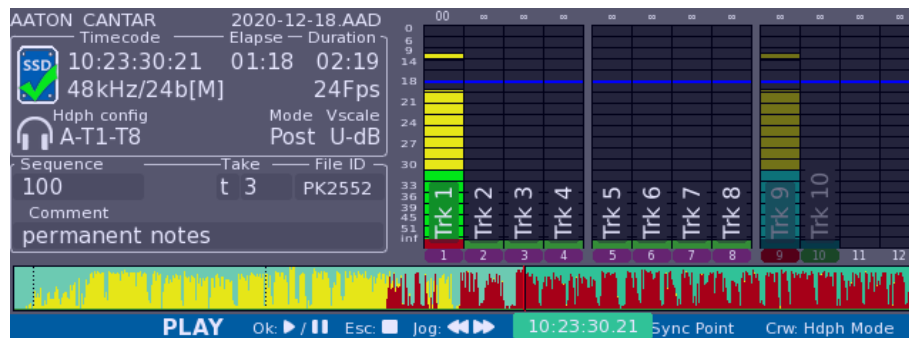 AATON CANTAR 2020-12-18.AAD
Timecode Elapse Duration
SSD 10:23:30:21 01:18 02:19
48kHz/24b[M] 24Fps
Hdph config Mode Vscale
A-T1-T8 Post U-dB
Sequence Take File ID
100 t 3 PK2552
Comment
permanent notes
00 ∞ ∞ ∞ ∞ ∞ ∞ ∞ ∞ ∞ ∞ ∞
0
6
9
14
18
21
24
27
30
33
36
39
45
51
inf
Trk 1 Trk 2 Trk 3 Trk 4 Trk 5 Trk 6 Trk 7 Trk 8 Trk 9 Trk 10
1 2 3 4 5 6 7 8 9 10 11 12
PLAY Ok: ▶ / ❚❚ Esc: ■ Jog: ◀◀ ▶▶ 10:23:30.21 Sync Point Crw: Hdph Mode